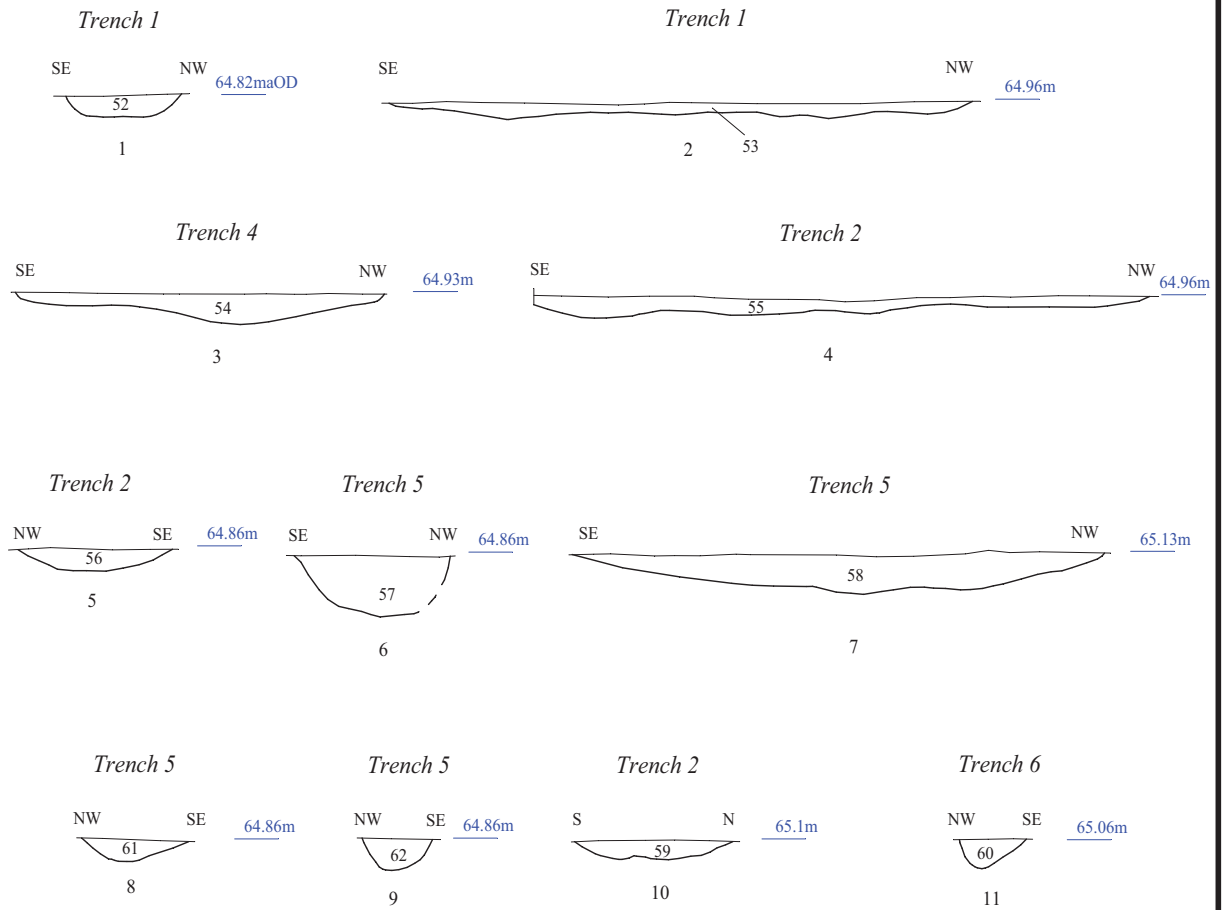 Trench 1
SE NW 64.82maOD
52
1
Trench 1
SE NW 64.96m
53
2
Trench 4
SE NW 64.93m
54
3
Trench 2
SE NW 64.96m
55
4
Trench 2
NW SE 64.86m
56
5
Trench 5
SE NW 64.86m
57
6
Trench 5
SE NW 65.13m
58
7
Trench 5
NW SE 64.86m
61
8
Trench 5
NW SE 64.86m
62
9
Trench 2
S N 65.1m
59
10
Trench 6
NW SE 65.06m
60
11